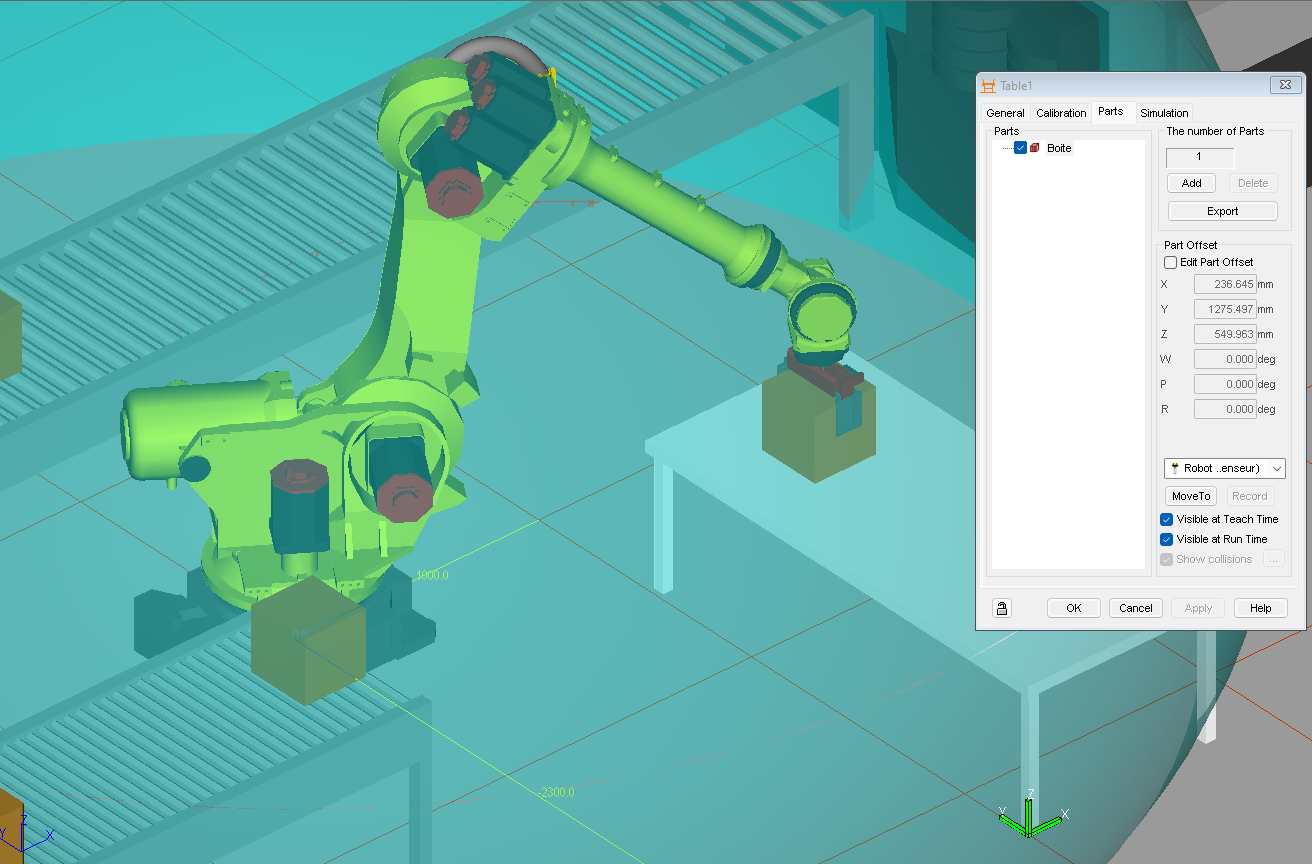 Table1
General Calibration Parts Simulation
Parts
Boite
The number of Parts
1
Add Delete
Export
Part Offset
Edit Part Offset
X 236.645 mm
Y 1275.497 mm
Z 549.963 mm
W 0.000 deg
P 0.000 deg
R 0.000 deg
Robot ..enseur)
MoveTo Record
Visible at Teach Time
Visible at Run Time
Show collisions ...
OK Cancel Apply Help
1000.0
-2300.0
Z
Y X
Z
Y X